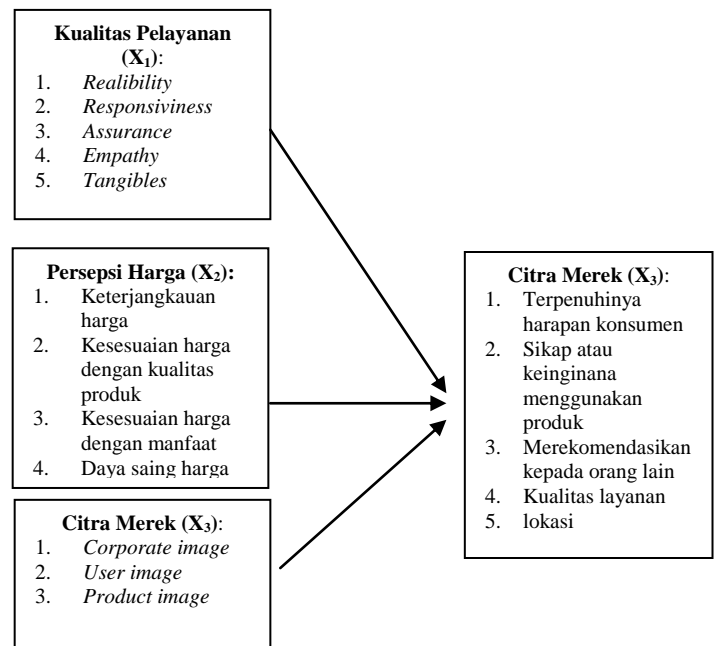 Kualitas Pelayanan
(X₁):
1. Realibility
2. Responsiviness
3. Assurance
4. Empathy
5. Tangibles
Persepsi Harga (X₂):
1. Keterjangkauan
harga
2. Kesesuaian harga
dengan kualitas
produk
3. Kesesuaian harga
dengan manfaat
4. Daya saing harga
Citra Merek (X₃):
1. Corporate image
2. User image
3. Product image
Citra Merek (X₃):
1. Terpenuhinya
harapan konsumen
2. Sikap atau
keinginana
menggunakan
produk
3. Merekomendasikan
kepada orang lain
4. Kualitas layanan
5. lokasi